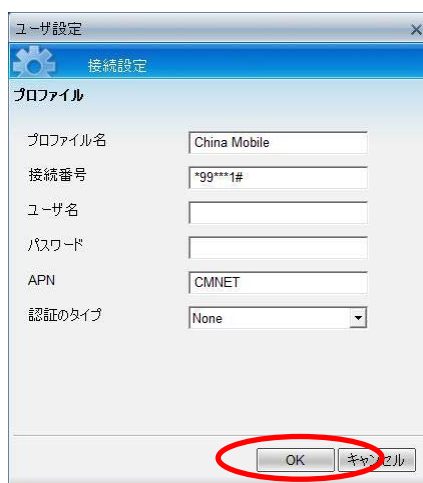 ユーザ設定
接続設定
プロファイル
プロファイル名 China Mobile
接続番号 *99***1#
ユーザ名
パスワード
APN CMNET
認証のタイプ None
OK キャンセル